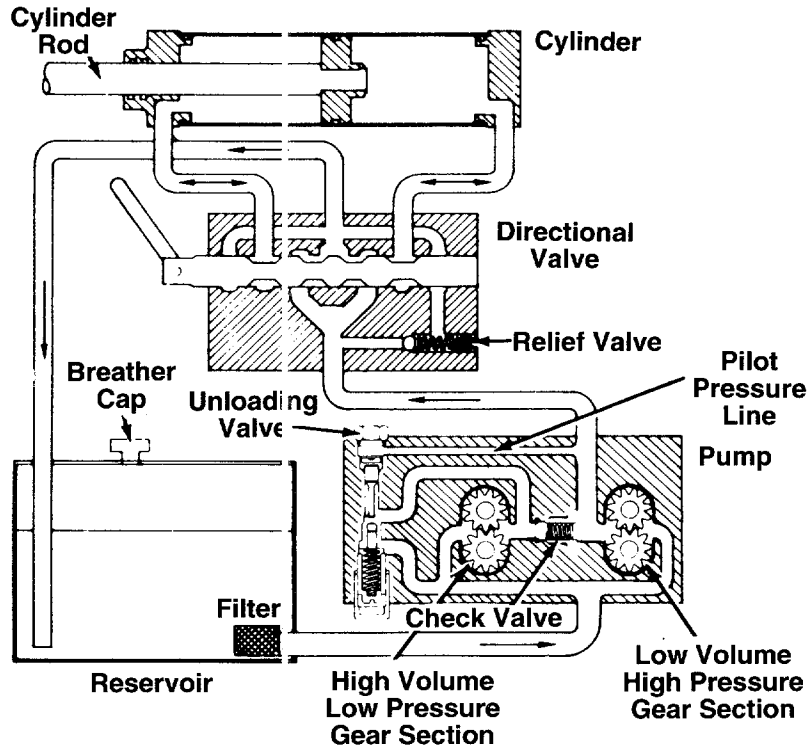 Cylinder
Rod
Cylinder
Directional
Valve
Relief Valve
Pilot
Pressure
Line
Breather
Cap
Unloading
Valve
Pump
Filter
Check Valve
Reservoir
High Volume
Low Pressure
Gear Section
Low Volume
High Pressure
Gear Section